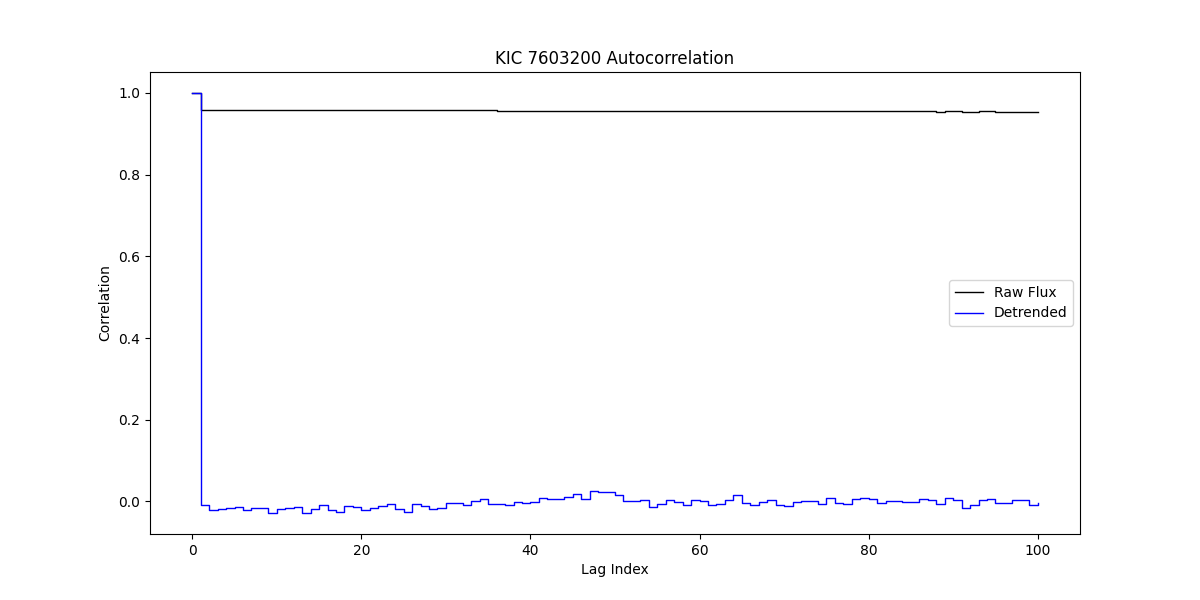 KIC 7603200 Autocorrelation
1.0
0.8
0.6
0.4
0.2
0.0
Correlation
Raw Flux
Detrended
0 20 40 60 80 100
Lag Index